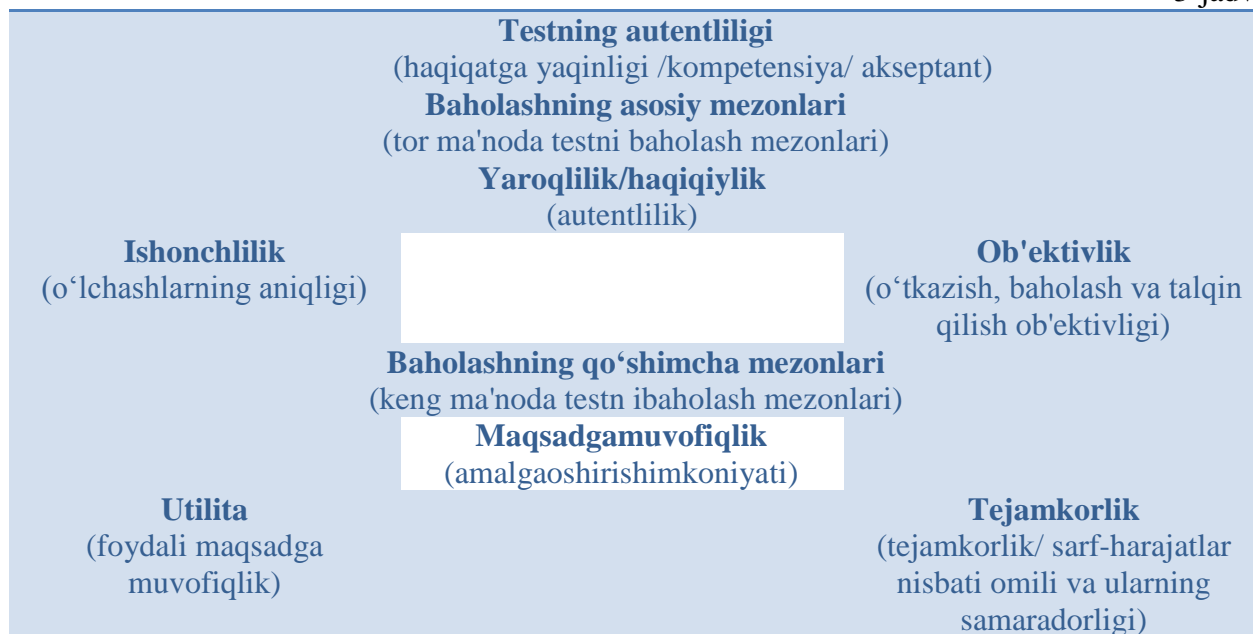 Testning autentliligi
(haqiqatga yaqinligi /kompetensiya/ akseptant)
Baholashning asosiy mezonlari
(tor ma'noda testni baholash mezonlari)
Yaroqlilik/haqiqiylik
(autentlilik)
Ishonchlilik
(o‘lchashlarning aniqligi)
Ob'ektivlik
(o‘tkazish, baholash va talqin
qilish ob'ektivligi)
Baholashning qo‘shimcha mezonlari
(keng ma'noda testn ibaholash mezonlari)
Maqsadgamuvofiqlik
(amalgaoshirishimkoniyati)
Utilita
(foydali maqsadga
muvofiqlik)
Tejamkorlik
(tejamkorlik/ sarf-harajatlar
nisbati omili va ularning
samaradorligi)